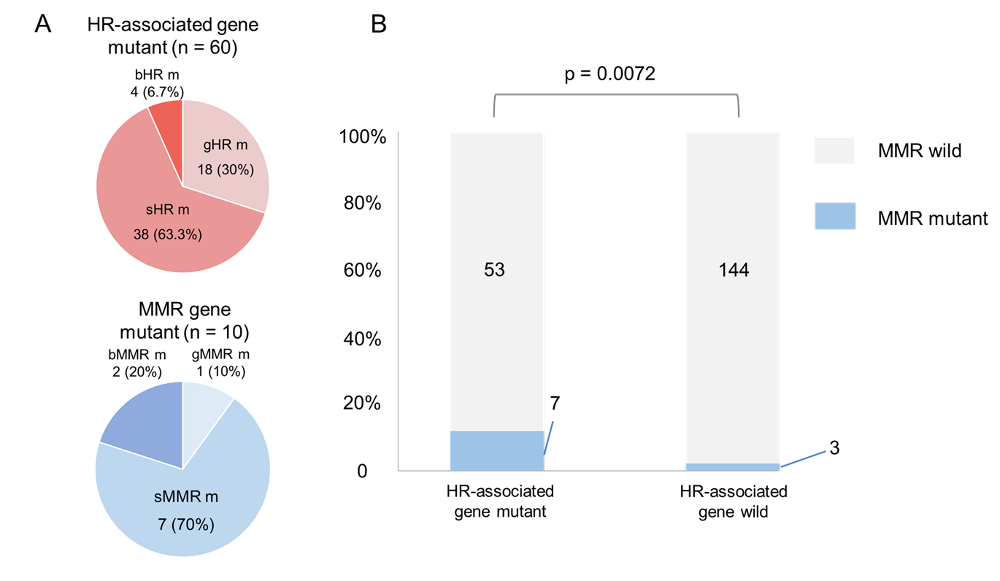 A
HR-associated gene
mutant (n = 60)
bHR m
4 (6.7%)
gHR m
18 (30%)
sHR m
38 (63.3%)
MMR gene
mutant (n = 10)
bMMR m
2 (20%)
gMMR m
1 (10%)
sMMR m
7 (70%)
B
p = 0.0072
100%
80%
60%
40%
20%
0
53
144
7
3
HR-associated
gene mutant
HR-associated
gene wild
MMR wild
MMR mutant